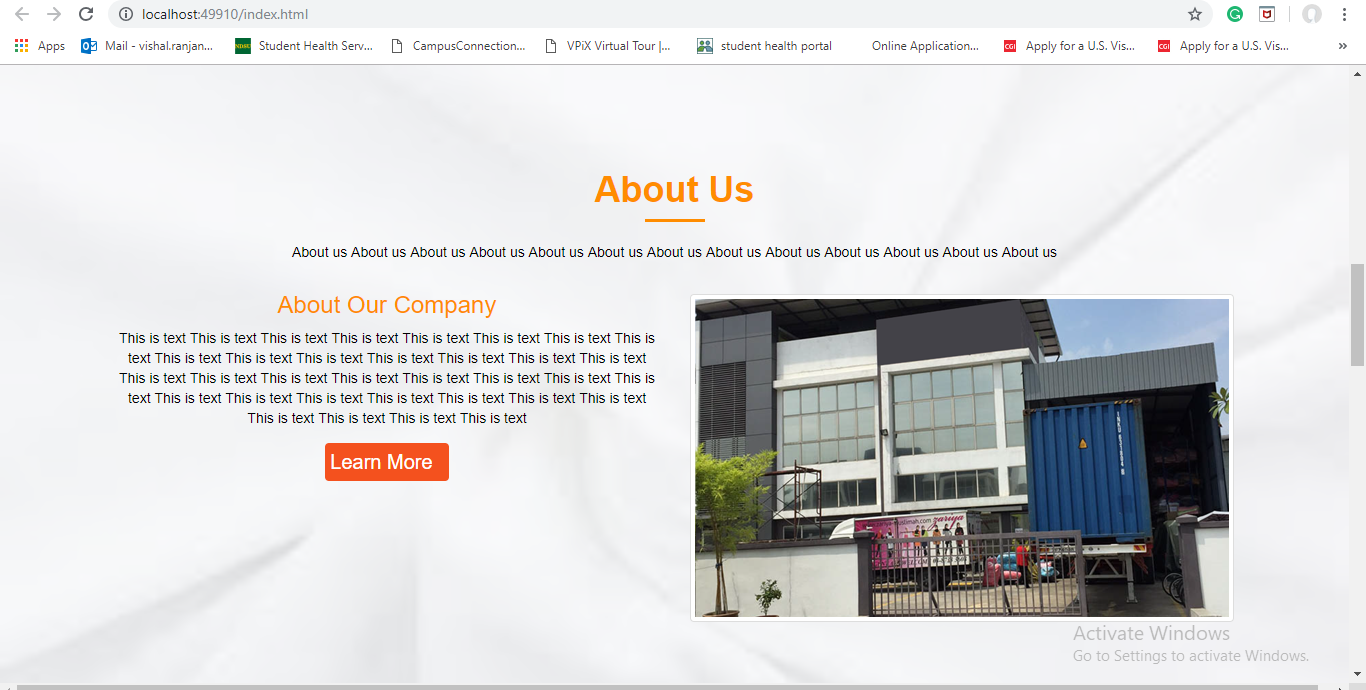 localhost:49910/index.html
Apps Mail - vishal.ranjan... Student Health Serv... CampusConnection... VPiX Virtual Tour |... student health portal Online Application... CGI Apply for a U.S. Vis... CGI Apply for a U.S. Vis... »
About Us
About us About us About us About us About us About us About us About us About us About us About us About us About us
About Our Company
This is text This is text This is text This is text This is text This is text This is text This is
text This is text This is text This is text This is text This is text This is text This is text
This is text This is text This is text This is text This is text This is text This is text This is
text This is text This is text This is text This is text This is text This is text This is text
This is text This is text This is text This is text
Learn More
zariya
Activate Windows
Go to Settings to activate Windows.